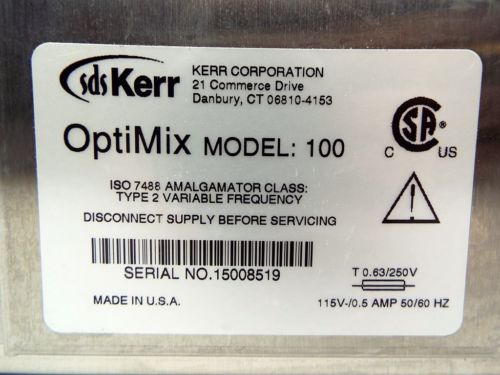 sdsKerr
KERR CORPORATION
21 Commerce Drive
Danbury, CT 06810-4153
OptiMix MODEL: 100
CSA
C US
ISO 7488 AMALGAMATOR CLASS:
TYPE 2 VARIABLE FREQUENCY
DISCONNECT SUPPLY BEFORE SERVICING
!
SERIAL NO.15008519
T 0.63/250V
MADE IN U.S.A.
115V-/0.5 AMP 50/60 HZ